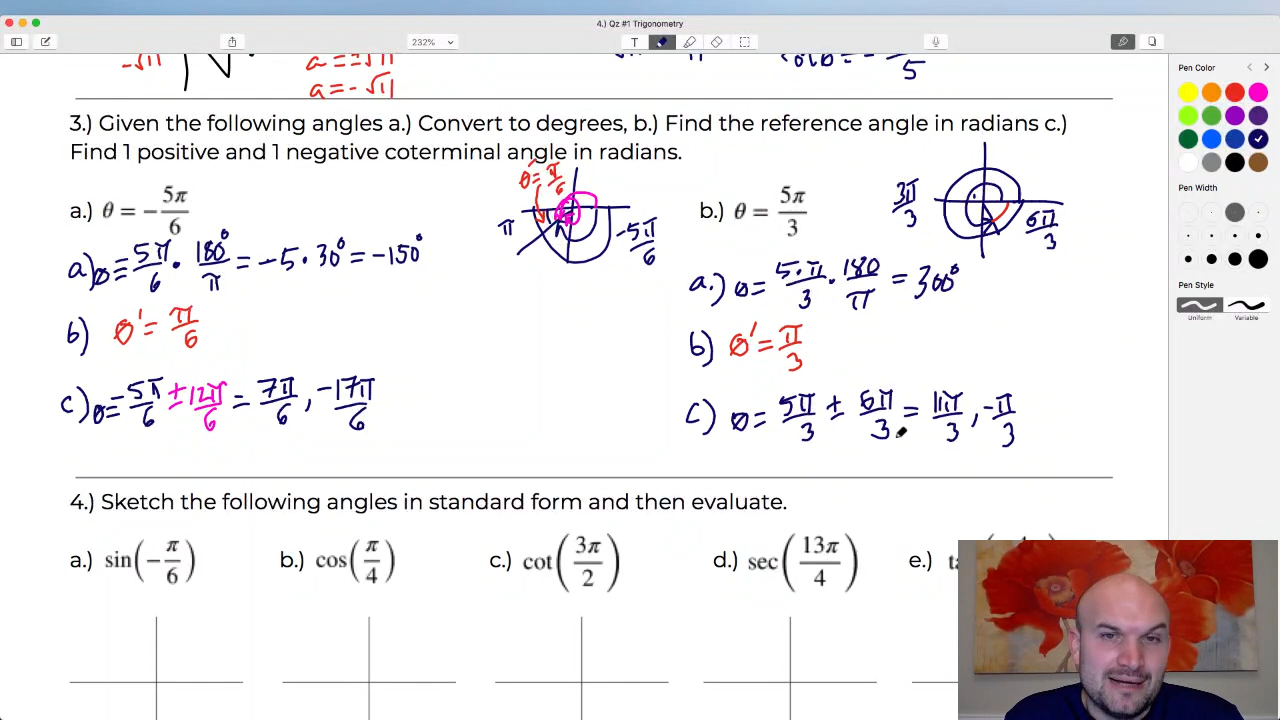 4.) Qz #1 Trigonometry
232%
Pen Color
Pen Width
Pen Style
Uniform
Variable
-√11
a = ±√11
a = -√11
5
3.) Given the following angles a.) Convert to degrees, b.) Find the reference angle in radians c.)
Find 1 positive and 1 negative coterminal angle in radians.
a.) θ = -5π/6
θ' = π/6
π
-5π/6
a) θ = -5π/6 · 180°/π = -5 · 30° = -150°
b) θ' = π/6
c) θ = -5π/6 ± 12π/6 = 7π/6, -17π/6
b.) θ = 5π/3
3π/3
6π/3
a.) θ = 5·π/3 · 180/π = 300°
b) θ' = π/3
c) θ = 5π/3 ± 6π/3 = 11π/3, -π/3
4.) Sketch the following angles in standard form and then evaluate.
a.) sin(-π/6)
b.) cos(π/4)
c.) cot(3π/2)
d.) sec(13π/4)
e.)